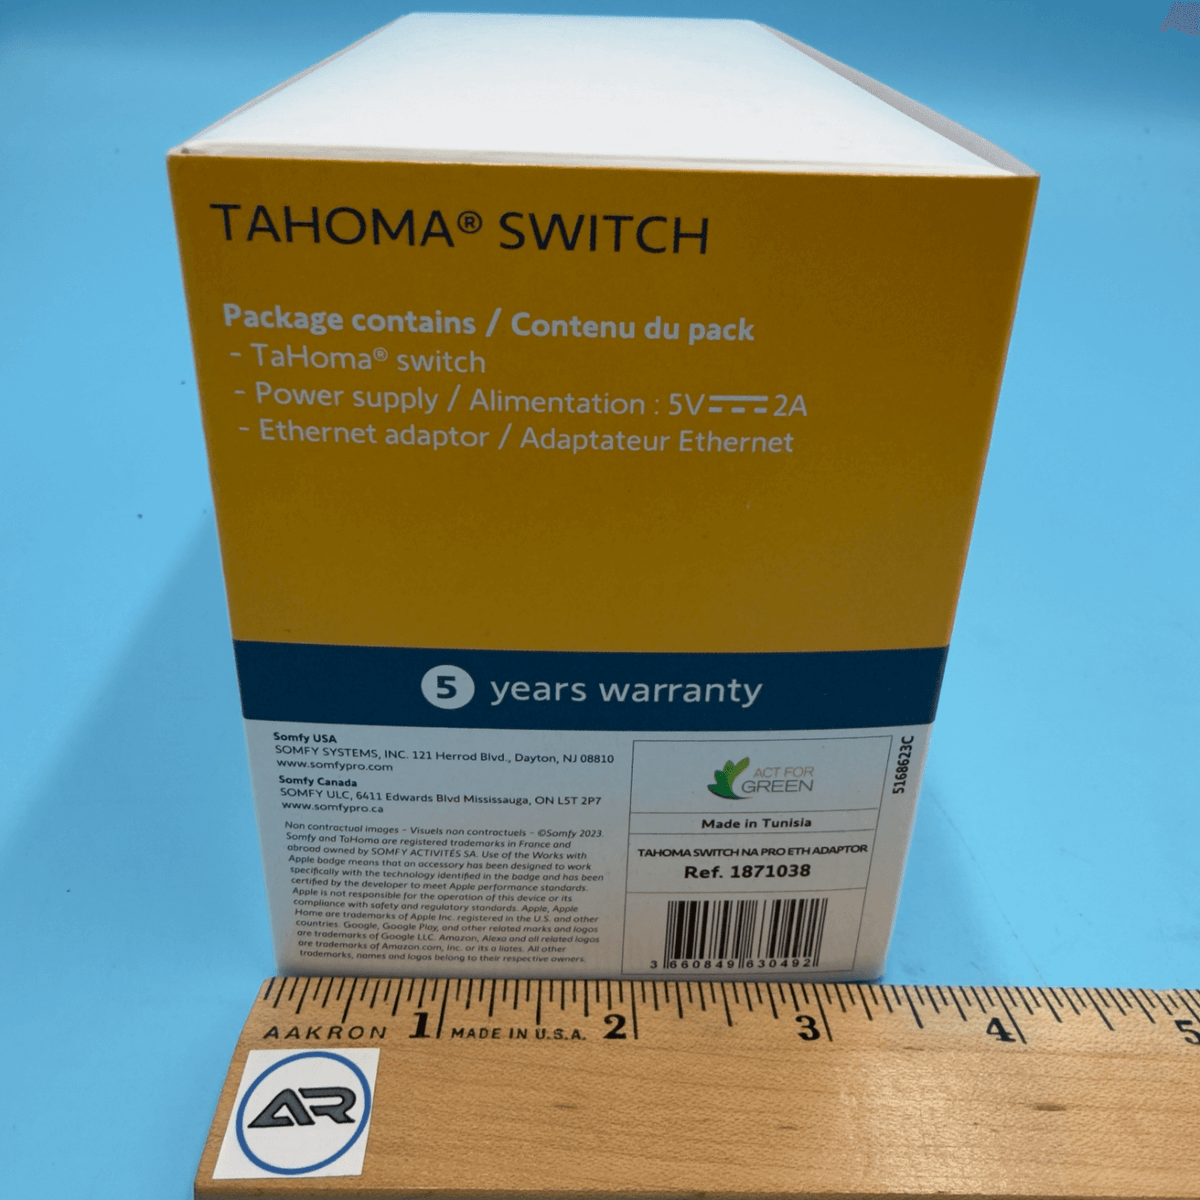 TAHOMA® SWITCH
Package contains / Contenu du pack
- TaHoma® switch
- Power supply / Alimentation : 5V⎓2A
- Ethernet adaptor / Adaptateur Ethernet
5 years warranty
Somfy USA
SOMFY SYSTEMS, INC. 121 Herrod Blvd., Dayton, NJ 08810
www.somfypro.com
Somfy Canada
SOMFY ULC, 6411 Edwards Blvd Mississauga, ON L5T 2P7
www.somfypro.ca
Non contractual images - Visuels non contractuels - ©Somfy 2023.
Somfy and TaHoma are registered trademarks in France and
abroad owned by SOMFY ACTIVITÉS SA. Use of the Works with
Apple badge means that an accessory has been designed to work
specifically with the technology identified in the badge and has been
certified by the developer to meet Apple performance standards.
Apple is not responsible for the operation of this device or its
compliance with safety and regulatory standards. Apple, Apple
Home are trademarks of Apple Inc. registered in the U.S. and other
countries. Google, Google Play, and other related marks and logos
are trademarks of Google LLC. Amazon, Alexa and all related logos
are trademarks of Amazon.com, Inc. or its a liates. All other
trademarks, names and logos belong to their respective owners.
ACT FOR
GREEN
Made in Tunisia
TAHOMA SWITCH NA PRO ETH ADAPTOR
Ref. 1871038
3 660849 630492
5168623C
1 2 3 4 5
AAKRON MADE IN U.S.A.
AR